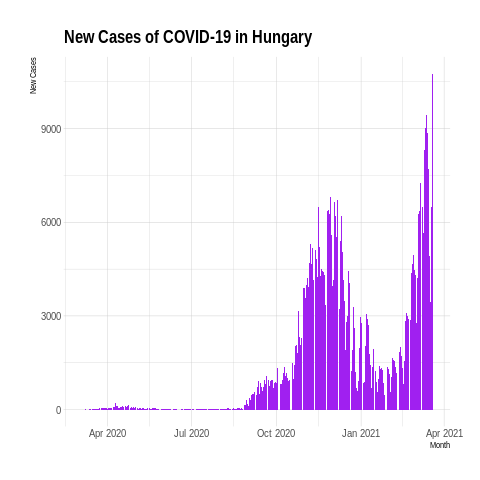 New Cases of COVID-19 in Hungary
New Cases
9000
6000
3000
0
Apr 2020 Jul 2020 Oct 2020 Jan 2021 Apr 2021
Month